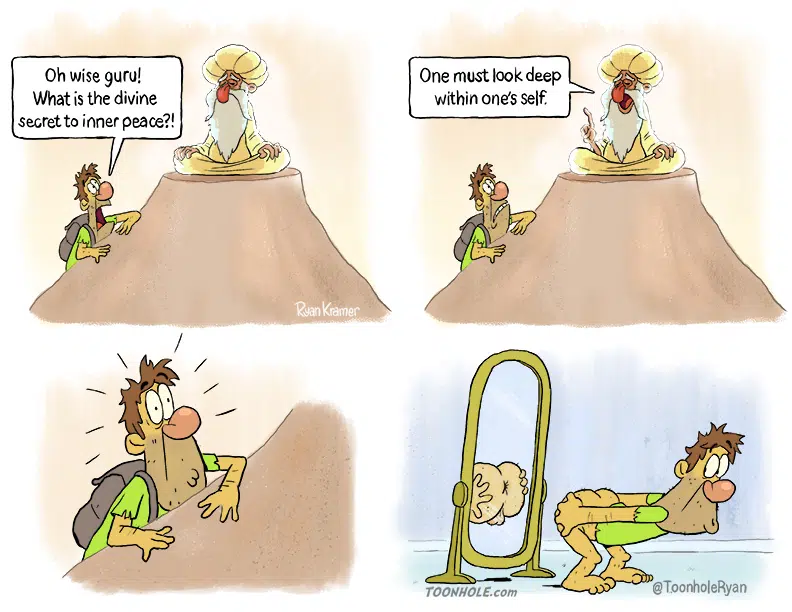 Oh wise guru!
What is the divine
secret to inner peace?!
Ryan Kramer
One must look deep
within one's self.
TOONHOLE.com
@ToonholeRyan